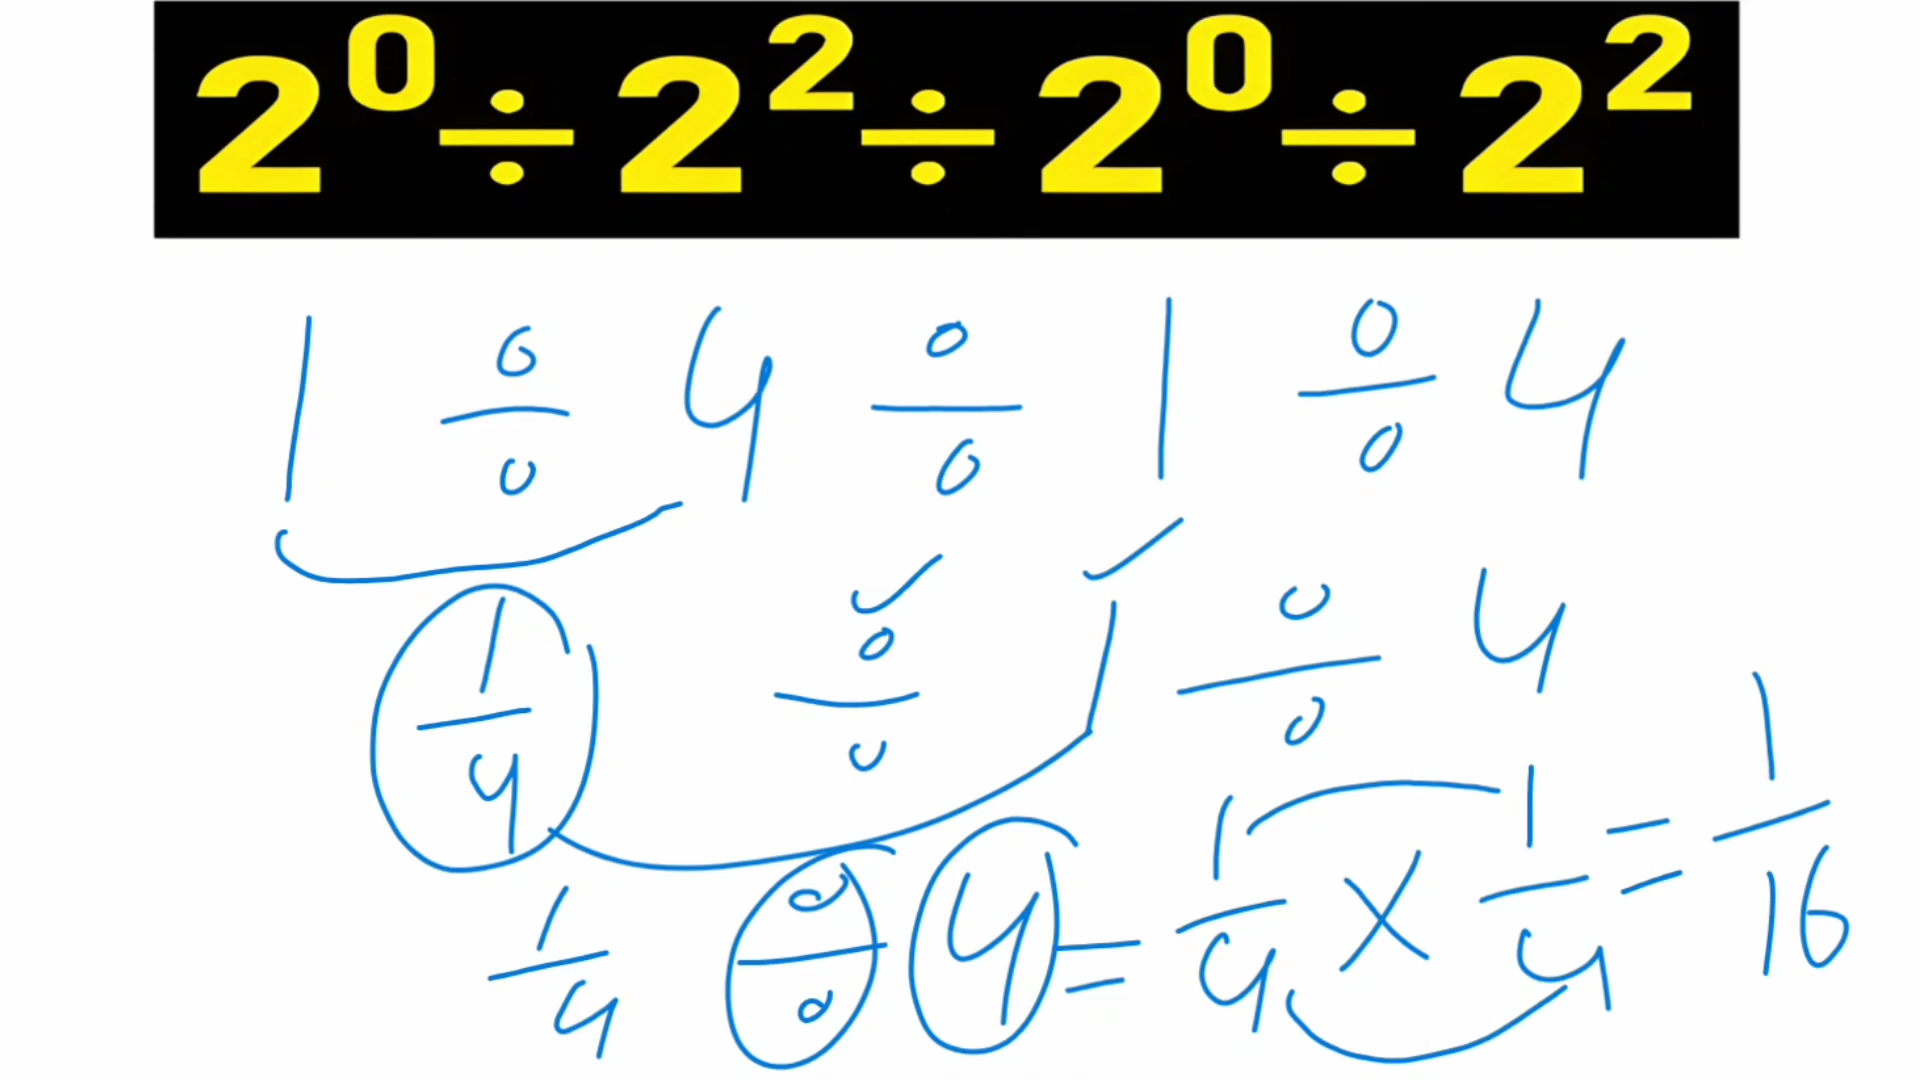 2⁰ ÷ 2² ÷ 2⁰ ÷ 2²
1 ÷ 4 ÷ 1 ÷ 4
1/4 ÷ 1 ÷ 4
1/4 ÷ 4 = 1/4 × 1/4 = 1/16